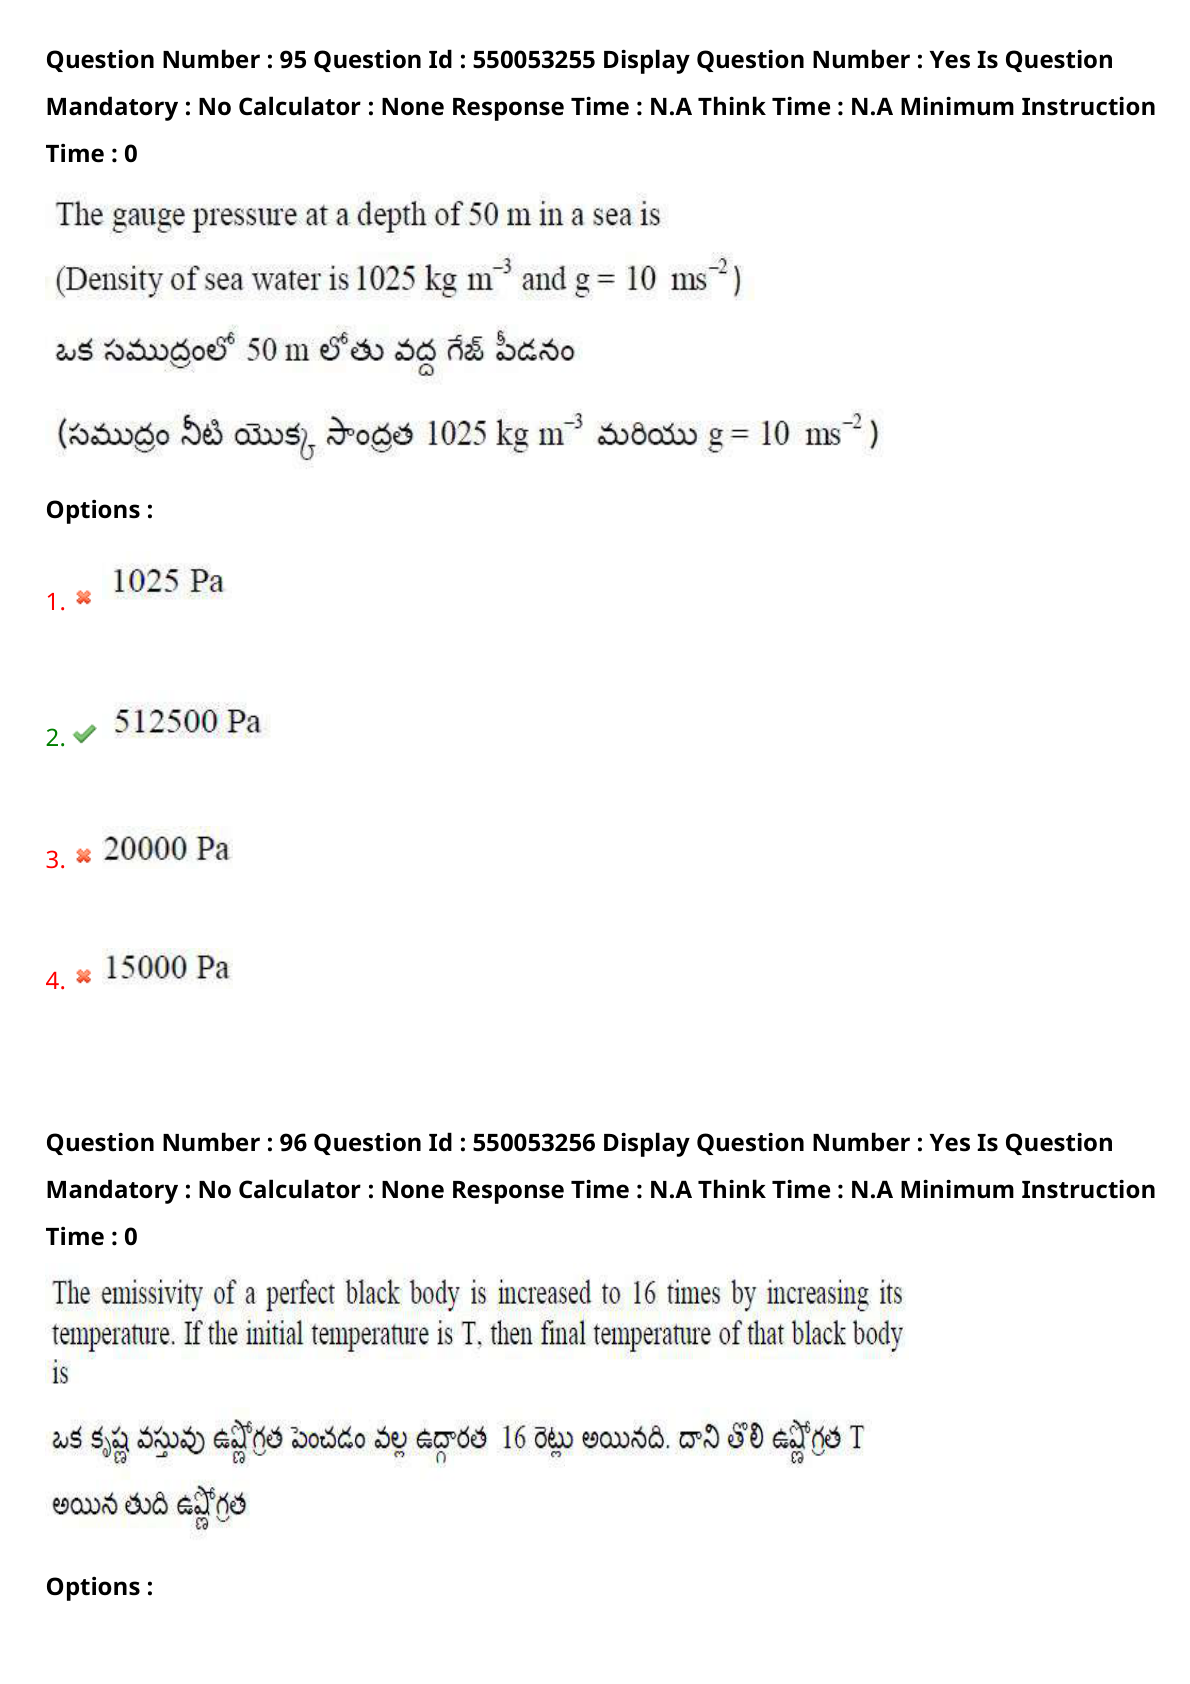 Question Number : 95 Question Id : 550053255 Display Question Number : Yes Is Question
Mandatory : No Calculator : None Response Time : N.A Think Time : N.A Minimum Instruction
Time : 0
The gauge pressure at a depth of 50 m in a sea is
(Density of sea water is 1025 kg m⁻³ and g = 10 ms⁻²)
ఒక సముద్రంలో 50 m లోతు వద్ద గేజ్ పీడనం
(సముద్రం నీటి యొక్క సాంద్రత 1025 kg m⁻³ మరియు g = 10 ms⁻²)
Options :
1. 1025 Pa
2. 512500 Pa
3. 20000 Pa
4. 15000 Pa
Question Number : 96 Question Id : 550053256 Display Question Number : Yes Is Question
Mandatory : No Calculator : None Response Time : N.A Think Time : N.A Minimum Instruction
Time : 0
The emissivity of a perfect black body is increased to 16 times by increasing its
temperature. If the initial temperature is T, then final temperature of that black body
is
ఒక కృష్ణ వస్తువు ఉష్ణోగ్రత పెంచడం వల్ల ఉద్గారత 16 రెట్లు అయినది. దాని తొలి ఉష్ణోగ్రత T
అయిన తుది ఉష్ణోగ్రత
Options :